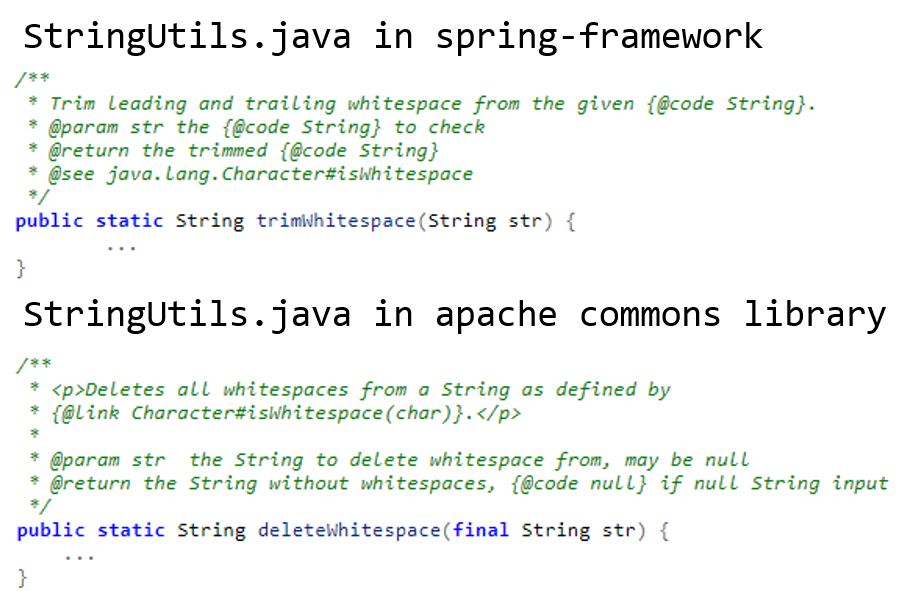 StringUtils.java in spring-framework
/**
 * Trim leading and trailing whitespace from the given {@code String}.
 * @param str the {@code String} to check
 * @return the trimmed {@code String}
 * @see java.lang.Character#isWhitespace
 */
public static String trimWhitespace(String str) {
        ...
}
StringUtils.java in apache commons library
/**
 * <p>Deletes all whitespaces from a String as defined by
 * {@link Character#isWhitespace(char)}.</p>
 *
 * @param str  the String to delete whitespace from, may be null
 * @return the String without whitespaces, {@code null} if null String input
 */
public static String deleteWhitespace(final String str) {
    ...
}